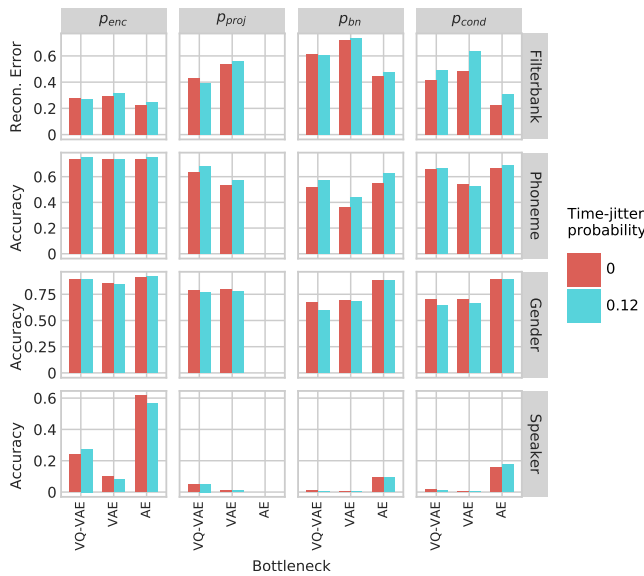 p_enc p_proj p_bn p_cond
Recon. Error
0.6
0.4
0.2
0
Filterbank
Accuracy
0.6
0.4
0.2
0
Phoneme
Accuracy
0.75
0.50
0.25
0
Gender
Accuracy
0.6
0.4
0.2
0
Speaker
VQ-VAE VAE AE VQ-VAE VAE AE VQ-VAE VAE AE VQ-VAE VAE AE
Bottleneck
Time-jitter
probability
0
0.12